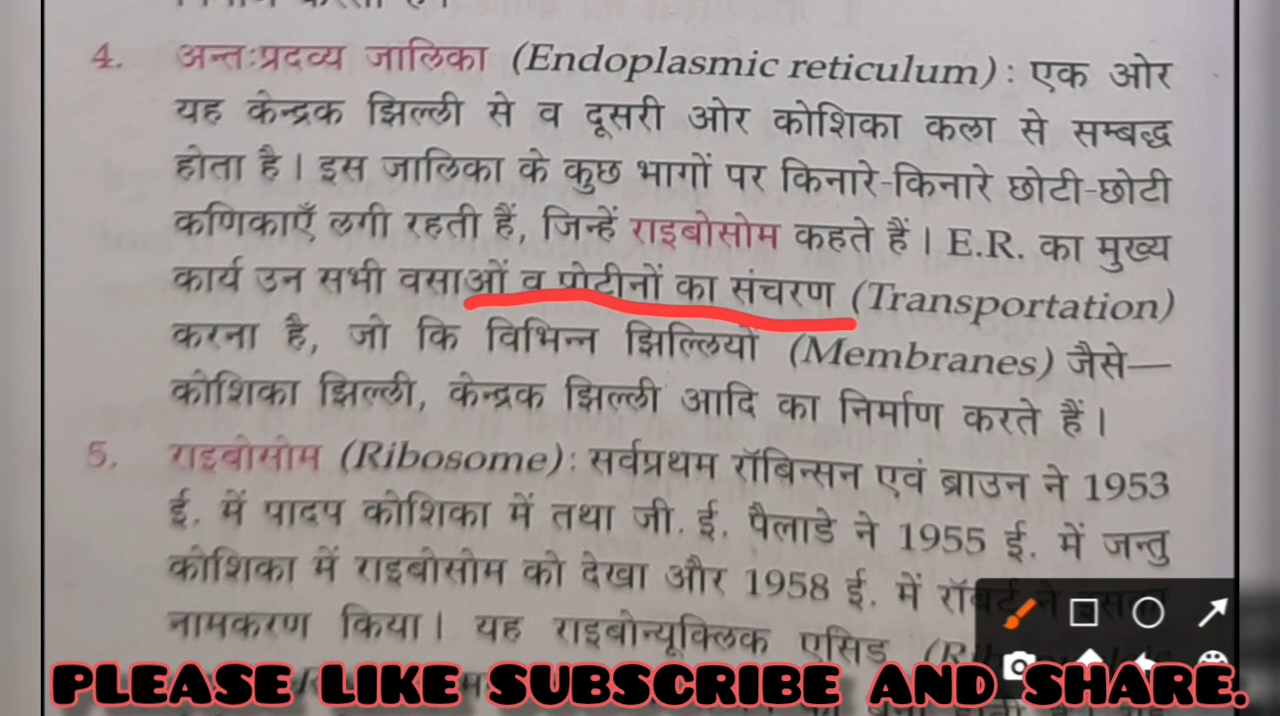 4. अन्तःप्रदव्य जालिका (Endoplasmic reticulum) : एक ओर
यह केन्द्रक झिल्ली से व दूसरी ओर कोशिका कला से सम्बद्ध
होता है। इस जालिका के कुछ भागों पर किनारे-किनारे छोटी-छोटी
कणिकाएँ लगी रहती हैं, जिन्हें राइबोसोम कहते हैं। E.R. का मुख्य
कार्य उन सभी वसाओं व प्रोटीनों का संचरण (Transportation)
करना है, जो कि विभिन्न झिल्लियों (Membranes) जैसे—
कोशिका झिल्ली, केन्द्रक झिल्ली आदि का निर्माण करते हैं।
5. राइबोसोम (Ribosome) : सर्वप्रथम रॉबिन्सन एवं ब्राउन ने 1953
ई. में पादप कोशिका में तथा जी. ई. पैलाडे ने 1955 ई. में जन्तु
कोशिका में राइबोसोम को देखा और 1958 ई. में रॉबर्ट ने इसका
नामकरण किया। यह राइबोन्यूक्लिक एसिड
PLEASE LIKE SUBSCRIBE AND SHARE.